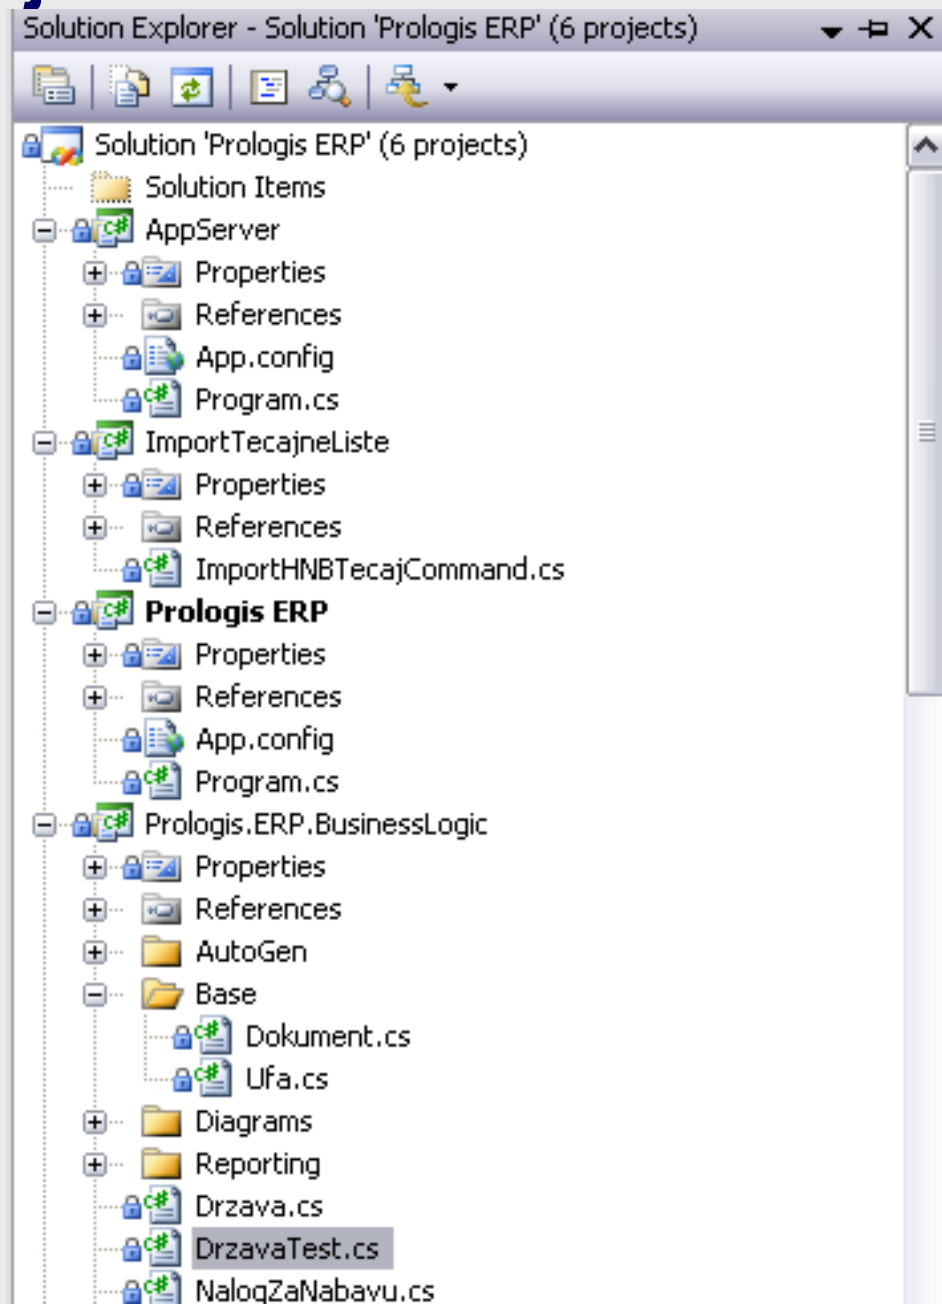 Solution Explorer - Solution 'Prologis ERP' (6 projects)
Solution 'Prologis ERP' (6 projects)
Solution Items
AppServer
Properties
References
App.config
Program.cs
ImportTecajneListe
Properties
References
ImportHNBTecajCommand.cs
Prologis ERP
Properties
References
App.config
Program.cs
Prologis.ERP.BusinessLogic
Properties
References
AutoGen
Base
Dokument.cs
Ufa.cs
Diagrams
Reporting
Drzava.cs
DrzavaTest.cs
NalogZaNabavu.cs